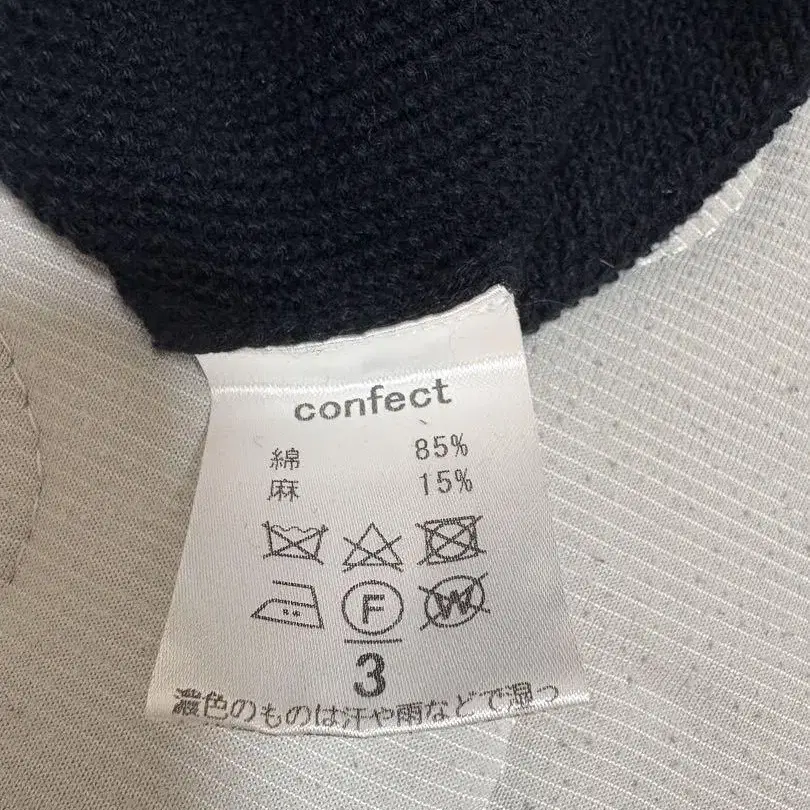 confect
綿 85%
麻 15%
F W
3
濃色のものは汗や雨などで湿っ